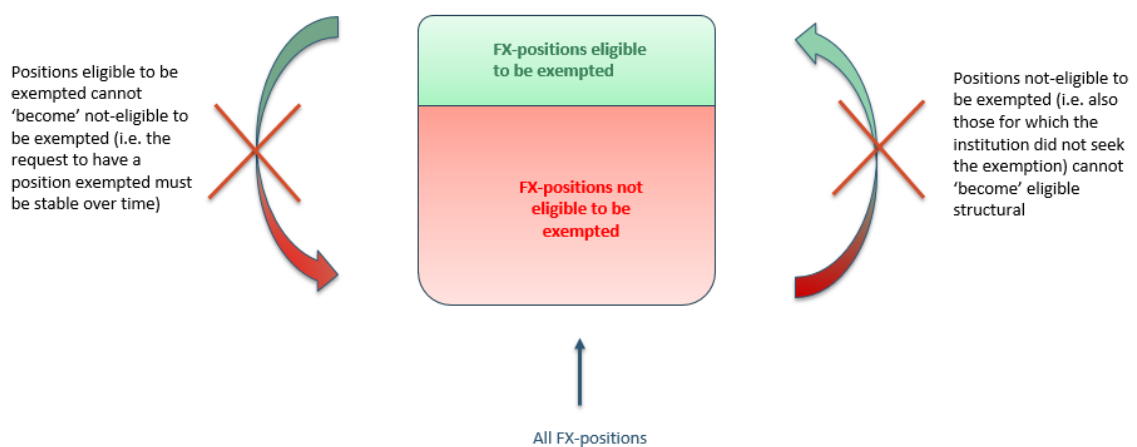 Positions eligible to be
exempted cannot
‘become’ not-eligible to
be exempted (i.e. the
request to have a
position exempted must
be stable over time)
FX-positions eligible
to be exempted
FX-positions not
eligible to be
exempted
Positions not-eligible to
be exempted (i.e. also
those for which the
institution did not seek
the exemption) cannot
‘become’ eligible
structural
All FX-positions